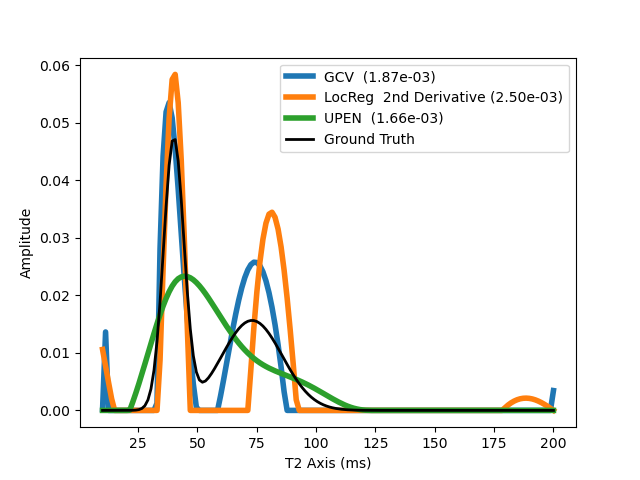 GCV (1.87e-03)
LocReg 2nd Derivative (2.50e-03)
UPEN (1.66e-03)
Ground Truth
0.06
0.05
0.04
0.03
0.02
0.01
0.00
Amplitude
25 50 75 100 125 150 175 200
T2 Axis (ms)